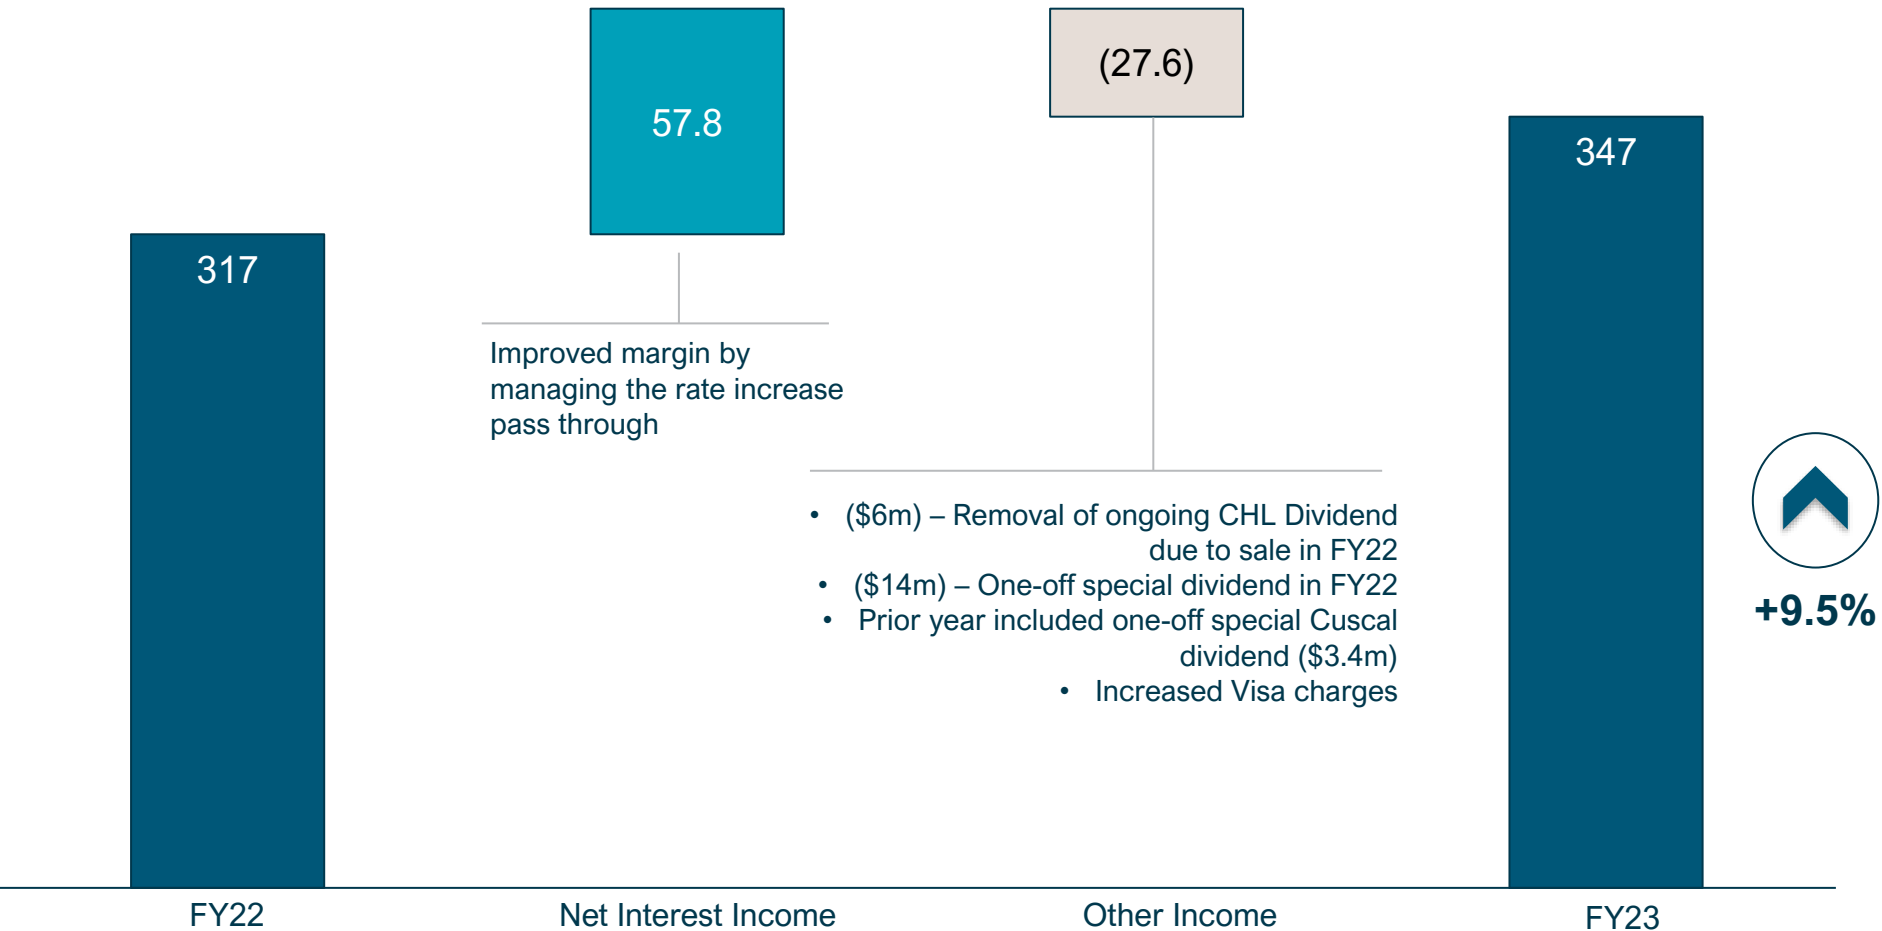 317
57.8
(27.6)
347
Improved margin by
managing the rate increase
pass through
• ($6m) – Removal of ongoing CHL Dividend
due to sale in FY22
• ($14m) – One-off special dividend in FY22
• Prior year included one-off special Cuscal
dividend ($3.4m)
• Increased Visa charges
+9.5%
FY22
Net Interest Income
Other Income
FY23